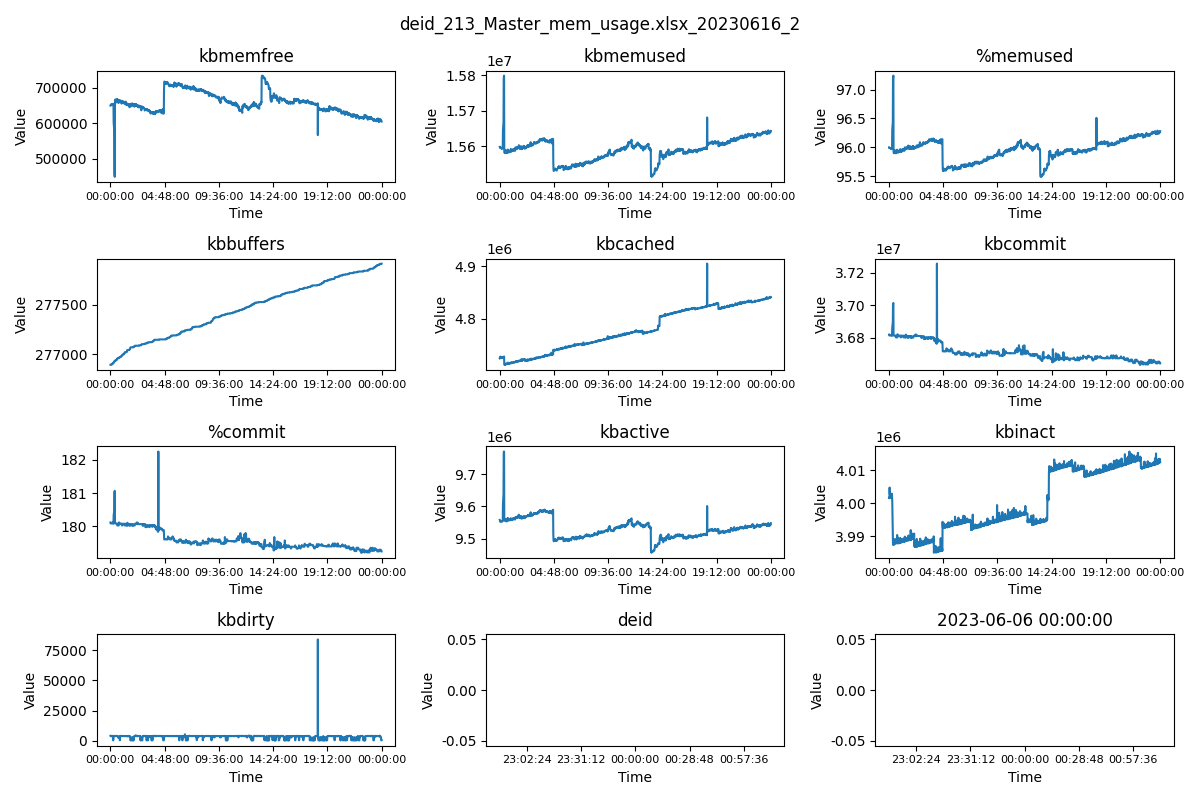 deid_213_Master_mem_usage.xlsx_20230616_2
kbmemfree
Value
700000
600000
500000
00:00:00 04:48:00 09:36:00 14:24:00 19:12:00 00:00:00
Time
kbmemused
1e7
Value
1.58
1.57
1.56
00:00:00 04:48:00 09:36:00 14:24:00 19:12:00 00:00:00
Time
%memused
Value
97.0
96.5
96.0
95.5
00:00:00 04:48:00 09:36:00 14:24:00 19:12:00 00:00:00
Time
kbbuffers
Value
277500
277000
00:00:00 04:48:00 09:36:00 14:24:00 19:12:00 00:00:00
Time
kbcached
1e6
Value
4.9
4.8
00:00:00 04:48:00 09:36:00 14:24:00 19:12:00 00:00:00
Time
kbcommit
1e7
Value
3.72
3.70
3.68
00:00:00 04:48:00 09:36:00 14:24:00 19:12:00 00:00:00
Time
%commit
Value
182
181
180
00:00:00 04:48:00 09:36:00 14:24:00 19:12:00 00:00:00
Time
kbactive
1e6
Value
9.7
9.6
9.5
00:00:00 04:48:00 09:36:00 14:24:00 19:12:00 00:00:00
Time
kbinact
1e6
Value
4.01
4.00
3.99
00:00:00 04:48:00 09:36:00 14:24:00 19:12:00 00:00:00
Time
kbdirty
Value
75000
50000
25000
0
00:00:00 04:48:00 09:36:00 14:24:00 19:12:00 00:00:00
Time
deid
Value
0.05
0.00
-0.05
23:02:24 23:31:12 00:00:00 00:28:48 00:57:36
Time
2023-06-06 00:00:00
Value
0.05
0.00
-0.05
23:02:24 23:31:12 00:00:00 00:28:48 00:57:36
Time